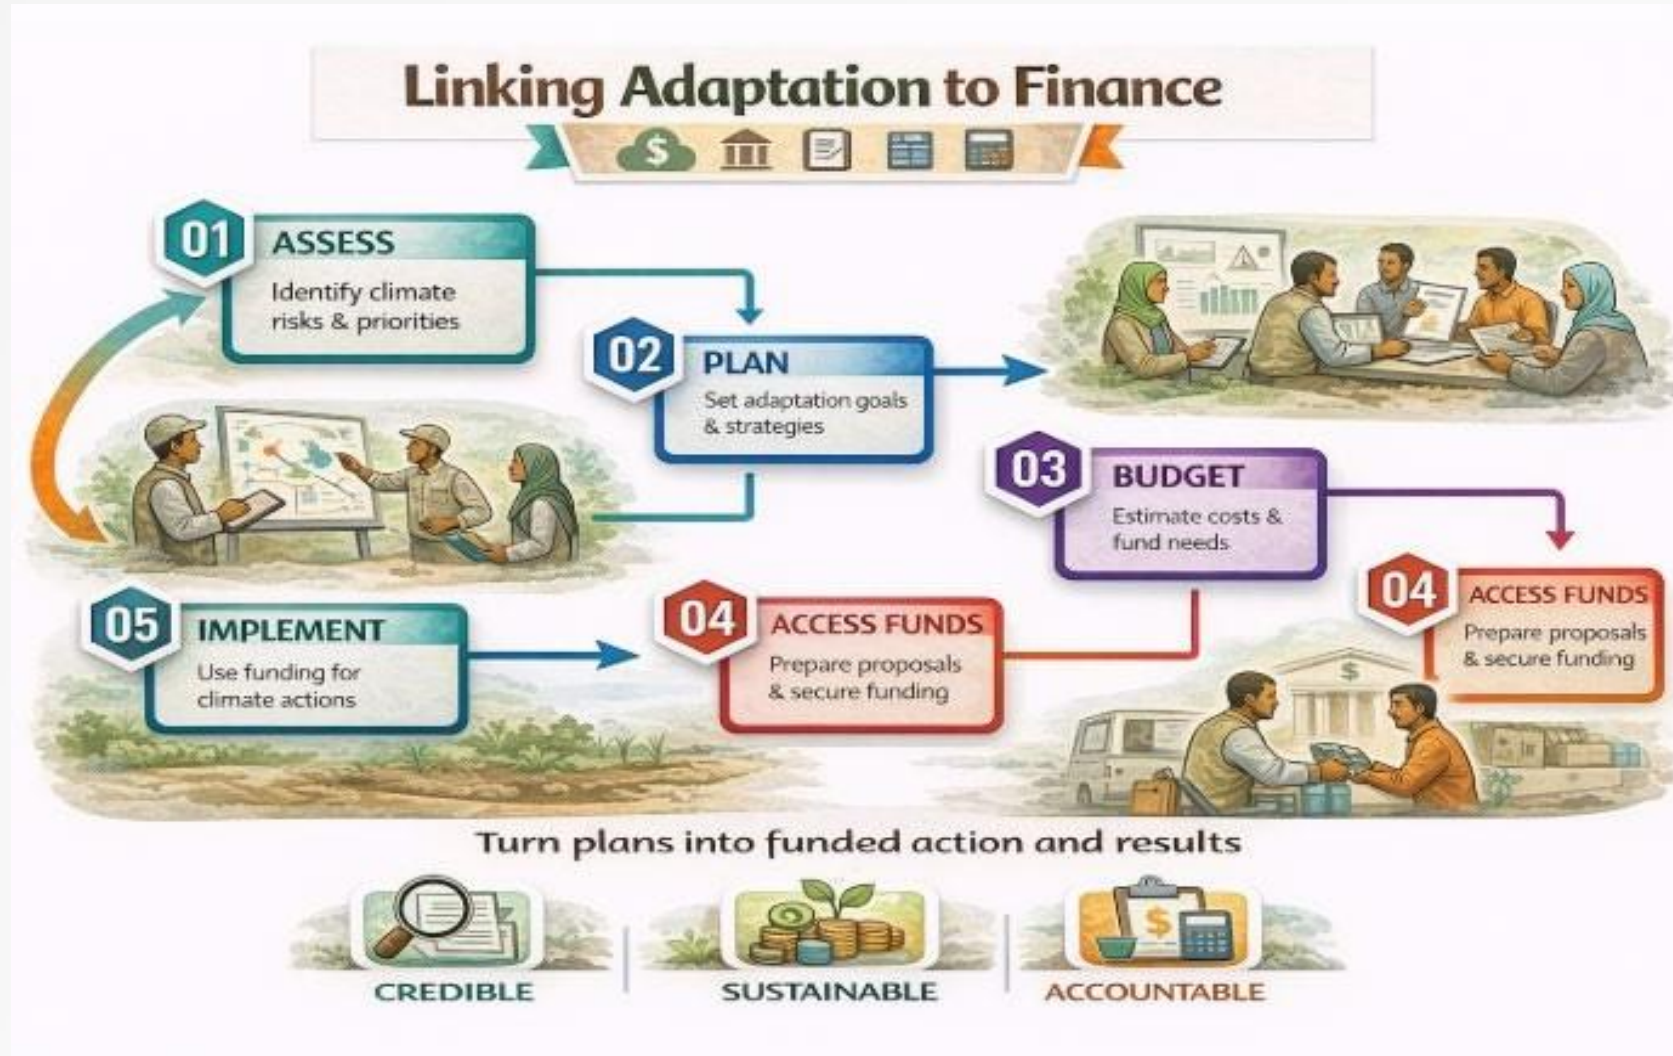 Linking Adaptation to Finance
$
01
ASSESS
Identify climate
risks & priorities
02
PLAN
Set adaptation goals
& strategies
03
BUDGET
Estimate costs &
fund needs
04
ACCESS FUNDS
Prepare proposals
& secure funding
$
05
IMPLEMENT
Use funding for
climate actions
04
ACCESS FUNDS
Prepare proposals
& secure funding
Turn plans into funded action and results
$
CREDIBLE
SUSTAINABLE
ACCOUNTABLE